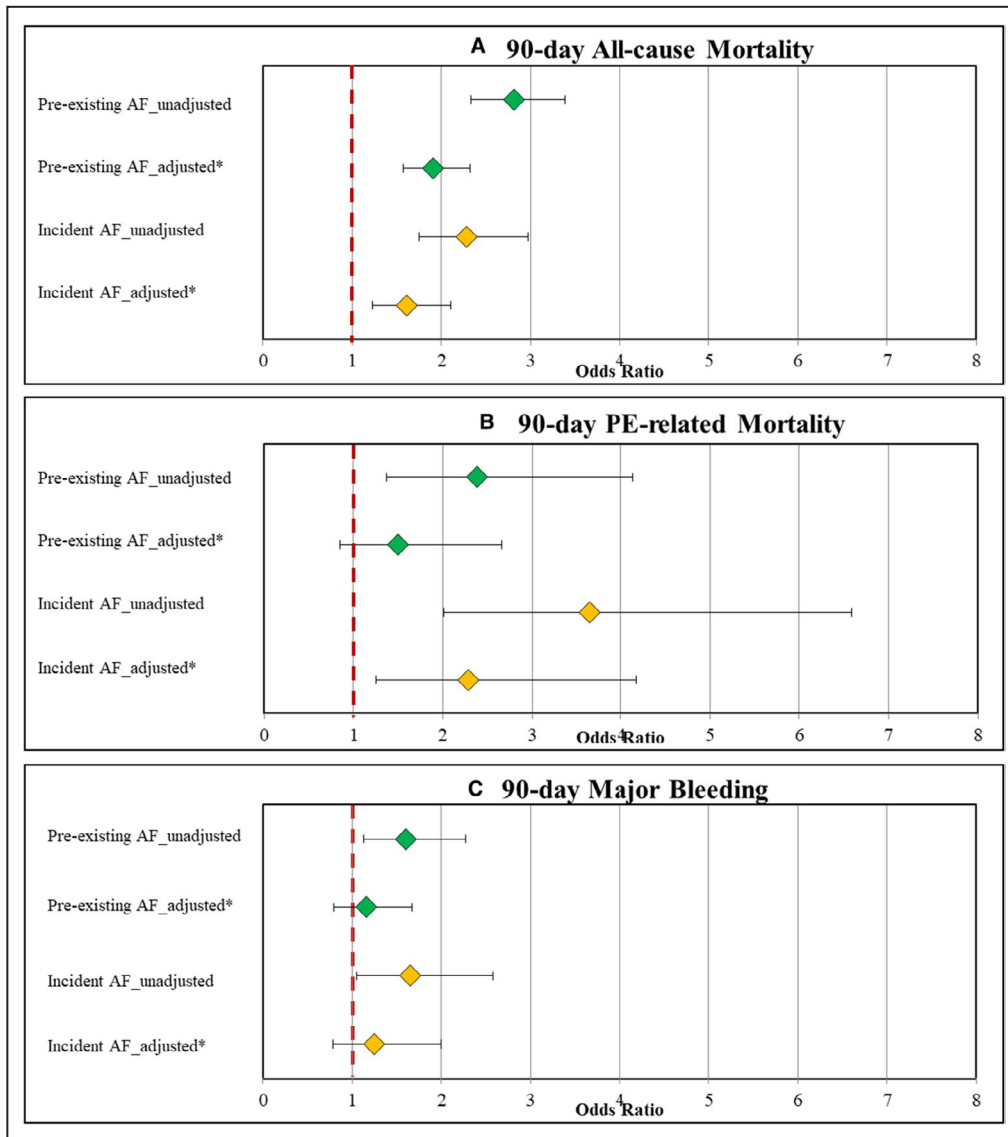 A 90-day All-cause Mortality
Pre-existing AF_unadjusted
Pre-existing AF_adjusted*
Incident AF_unadjusted
Incident AF_adjusted*
0 1 2 3 4 5 6 7 8
Odds Ratio
B 90-day PE-related Mortality
Pre-existing AF_unadjusted
Pre-existing AF_adjusted*
Incident AF_unadjusted
Incident AF_adjusted*
0 1 2 3 4 5 6 7 8
Odds Ratio
C 90-day Major Bleeding
Pre-existing AF_unadjusted
Pre-existing AF_adjusted*
Incident AF_unadjusted
Incident AF_adjusted*
0 1 2 3 4 5 6 7 8
Odds Ratio